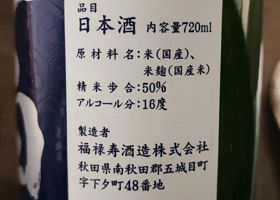 品目
日本酒 内容量720ml
原材料名：米(国産)、
米麹(国産米)
精米歩合：50%
アルコール分：16度
製造者
福禄寿酒造株式会社
秋田県南秋田郡五城目町
字下夕町48番地